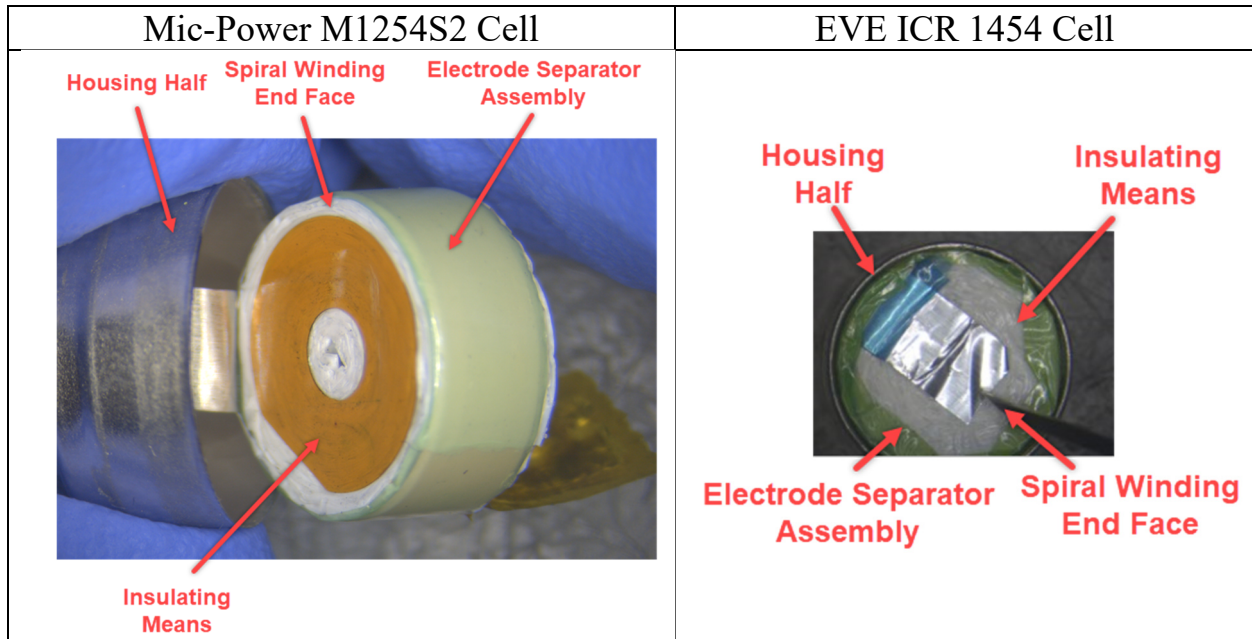 Mic-Power M1254S2 Cell
EVE ICR 1454 Cell
Housing Half
Spiral Winding
End Face
Electrode Separator
Assembly
Insulating
Means
Housing
Half
Insulating
Means
Electrode Separator
Assembly
Spiral Winding
End Face